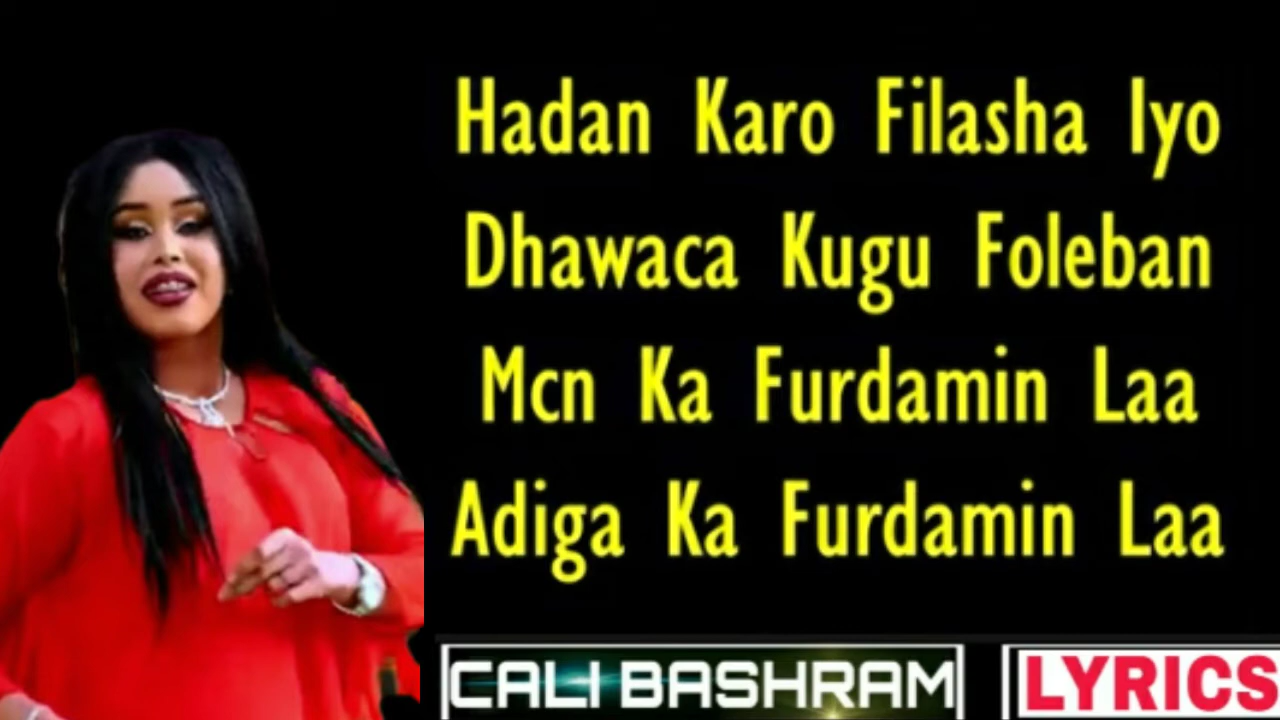 Hadan Karo Filasha Iyo
Dhawaca Kugu Foleban
Mcn Ka Furdamin Laa
Adiga Ka Furdamin Laa
CALI BASHRAM LYRICS